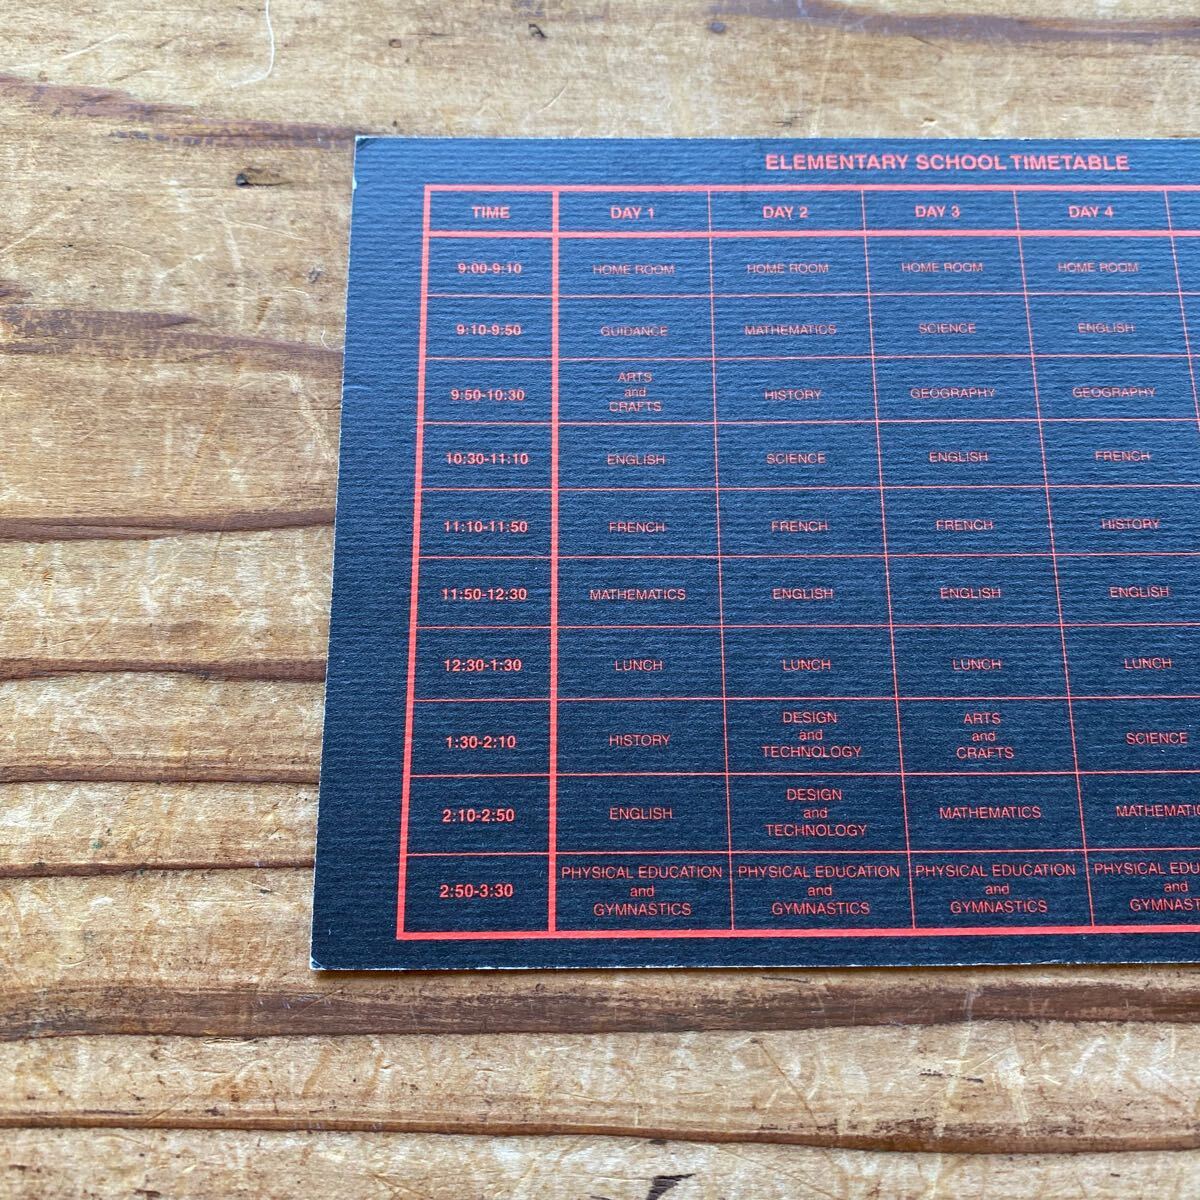 ELEMENTARY SCHOOL TIMETABLE
TIME DAY 1 DAY 2 DAY 3 DAY 4
9:00-9:10 HOME ROOM HOME ROOM HOME ROOM HOME ROOM
9:10-9:50 GUIDANCE MATHEMATICS SCIENCE ENGLISH
9:50-10:30 ARTS and CRAFTS HISTORY GEOGRAPHY GEOGRAPHY
10:30-11:10 ENGLISH SCIENCE ENGLISH FRENCH
11:10-11:50 FRENCH FRENCH FRENCH HISTORY
11:50-12:30 MATHEMATICS ENGLISH ENGLISH ENGLISH
12:30-1:30 LUNCH LUNCH LUNCH LUNCH
1:30-2:10 HISTORY DESIGN and TECHNOLOGY ARTS and CRAFTS SCIENCE
2:10-2:50 ENGLISH DESIGN and TECHNOLOGY MATHEMATICS MATHEMATIC
2:50-3:30 PHYSICAL EDUCATION and GYMNASTICS PHYSICAL EDUCATION and GYMNASTICS PHYSICAL EDUCATION and GYMNASTICS PHYSICAL EDU and GYMNAST